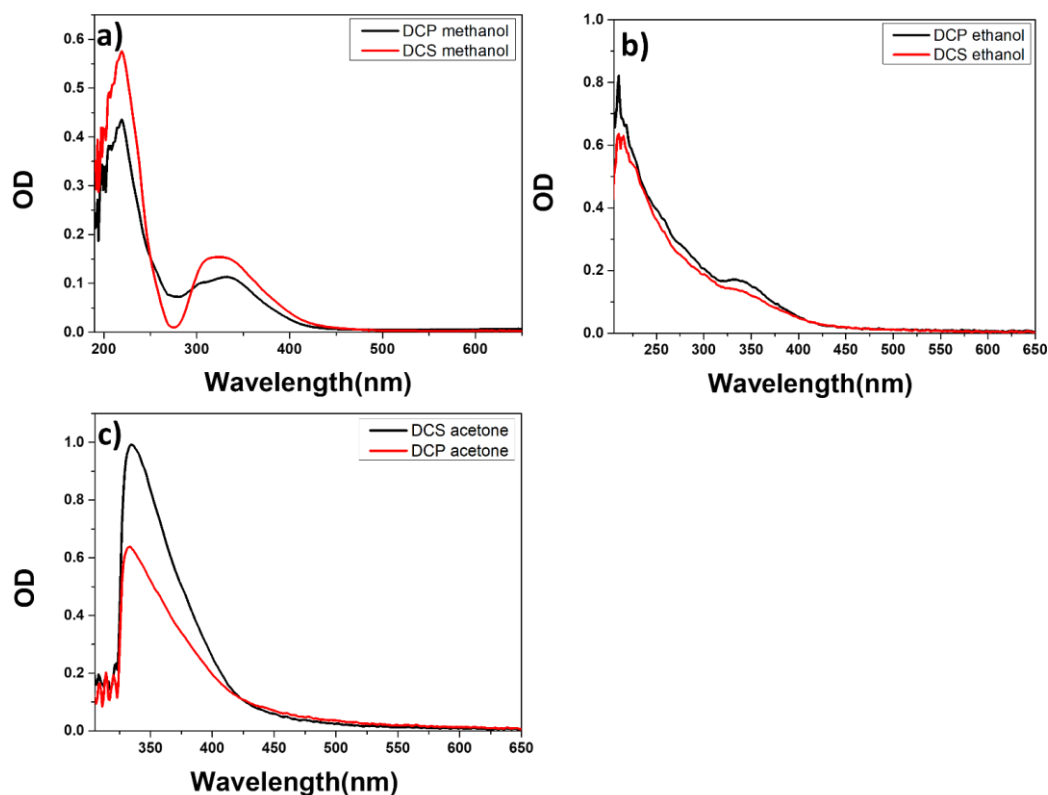 a)
DCP methanol
DCS methanol
0.6
0.5
0.4
0.3
0.2
0.1
0.0
OD
200
300
400
500
600
Wavelength(nm)
b)
DCP ethanol
DCS ethanol
1.0
0.8
0.6
0.4
0.2
0.0
OD
250
300
350
400
450
500
550
600
650
Wavelength(nm)
c)
DCS acetone
DCP acetone
1.0
0.8
0.6
0.4
0.2
0.0
OD
350
400
450
500
550
600
650
Wavelength(nm)